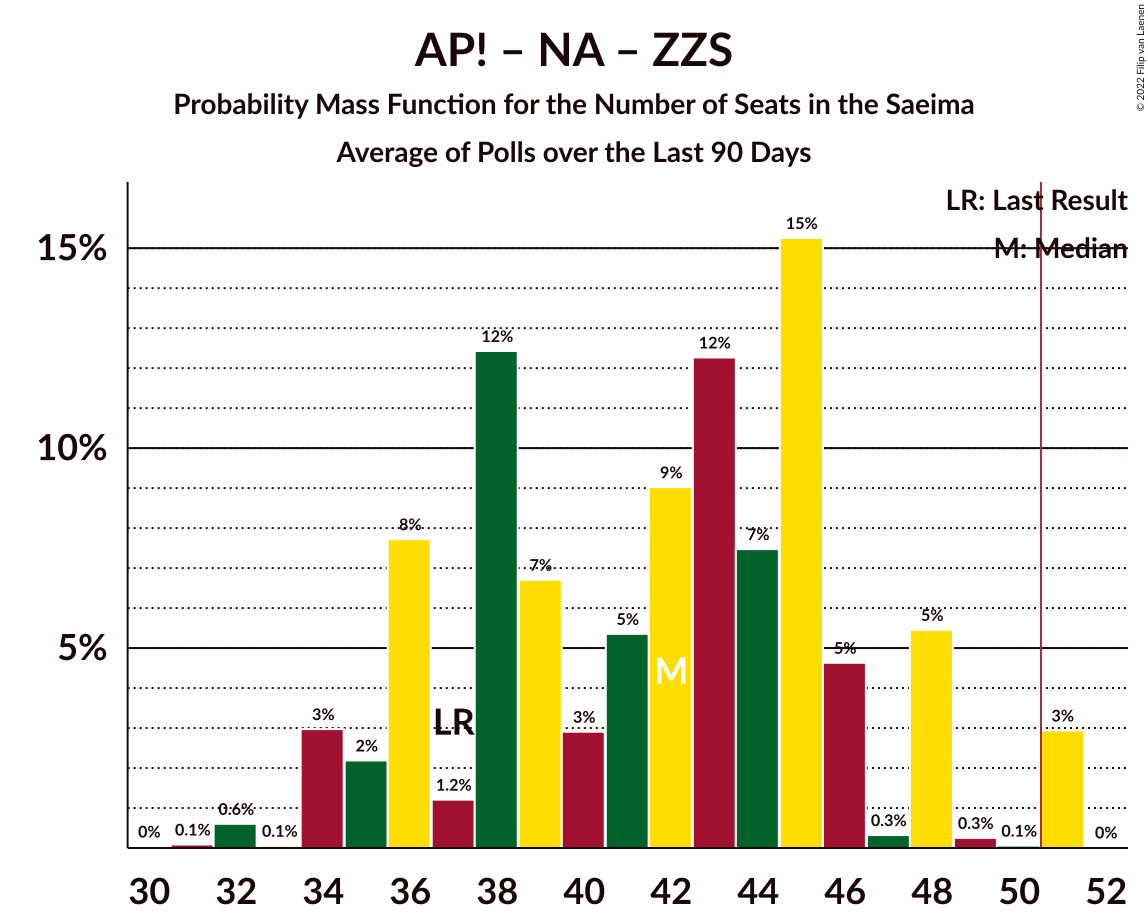 AP! – NA – ZZS
Probability Mass Function for the Number of Seats in the Saeima
Average of Polls over the Last 90 Days
© 2022 Filip van Laenen
LR: Last Result
M: Median
15%
10%
5%
0%
0.1%
0.6%
0.1%
3%
2%
8%
1.2%
12%
7%
3%
5%
9%
12%
7%
15%
5%
0.3%
5%
0.3%
0.1%
3%
0%
LR
M
30 32 34 36 38 40 42 44 46 48 50 52